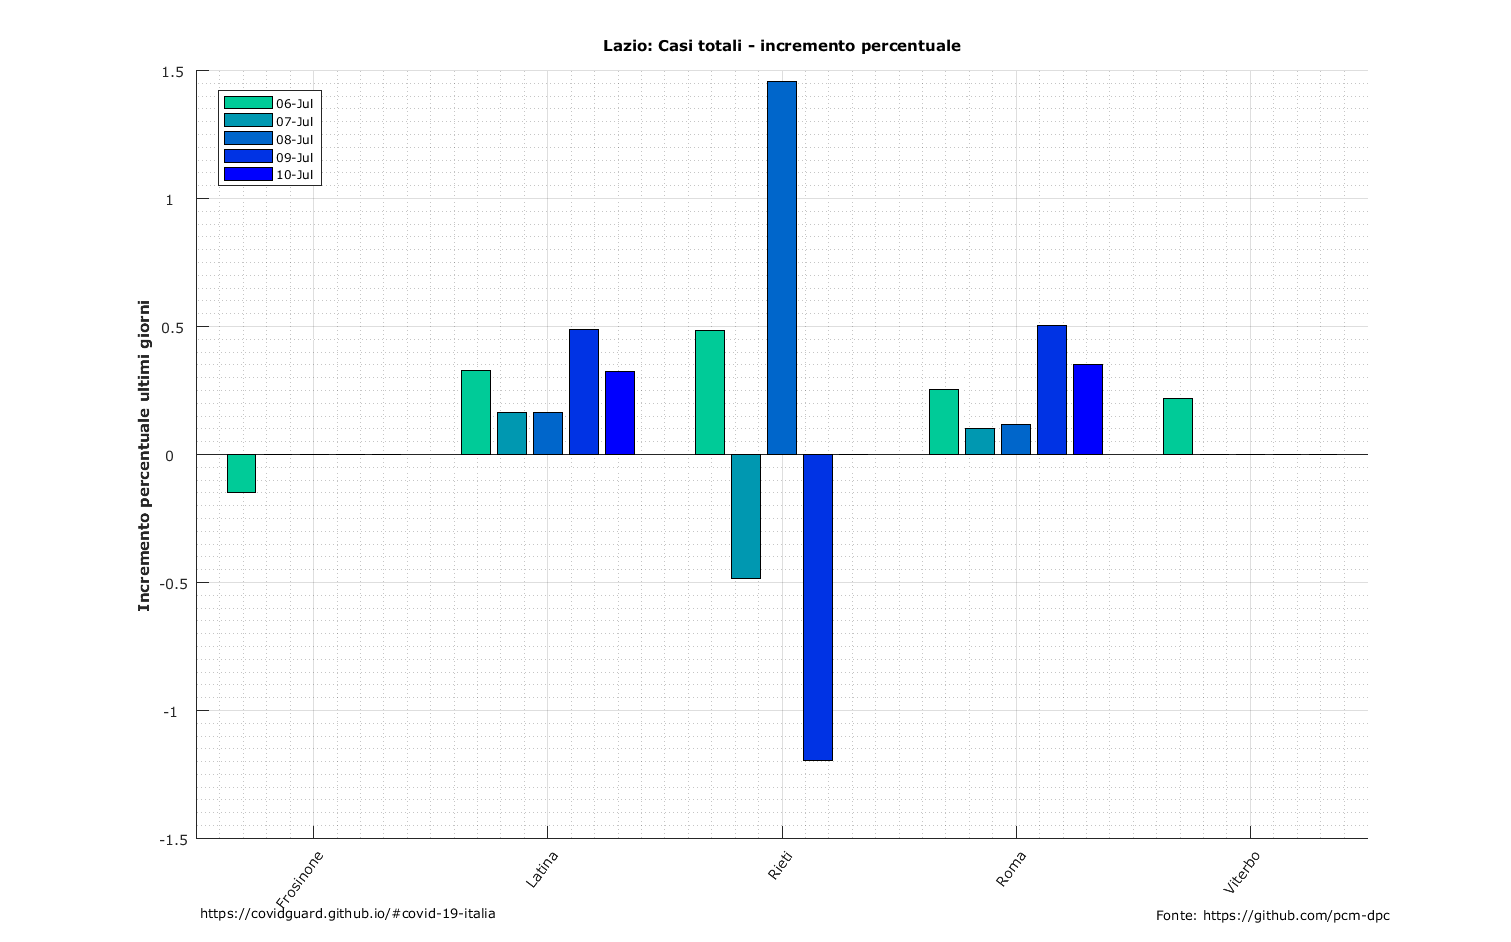 Lazio: Casi totali - incremento percentuale
Incremento percentuale ultimi giorni
1.5
1
0.5
0
-0.5
-1
-1.5
06-Jul
07-Jul
08-Jul
09-Jul
10-Jul
Frosinone
Latina
Rieti
Roma
Viterbo
https://covidguard.github.io/#covid-19-italia
Fonte: https://github.com/pcm-dpc